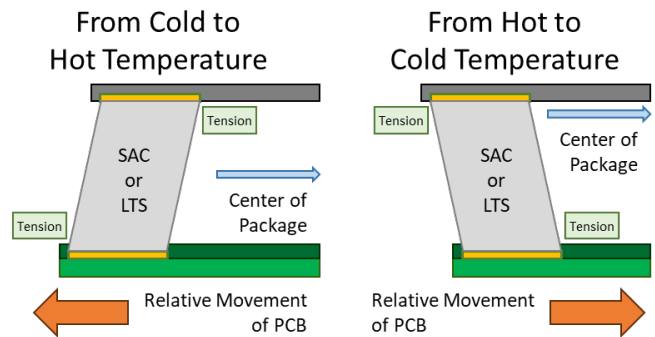 From Cold to
Hot Temperature
Tension
SAC
or
LTS
Center of
Package
Tension
Relative Movement
of PCB
From Hot to
Cold Temperature
Tension
Center of
Package
SAC
or
LTS
Tension
Relative Movement
of PCB